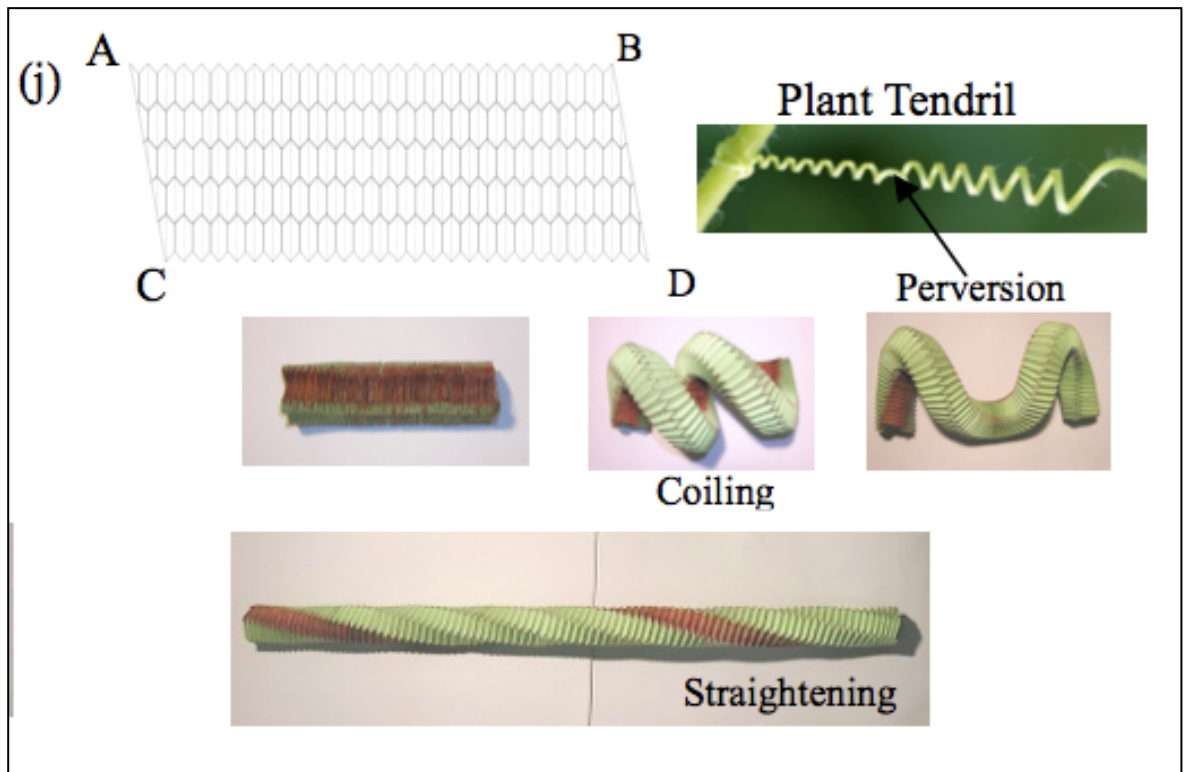 (j)
A
B
Plant Tendril
C
D
Perversion
Coiling
Straightening